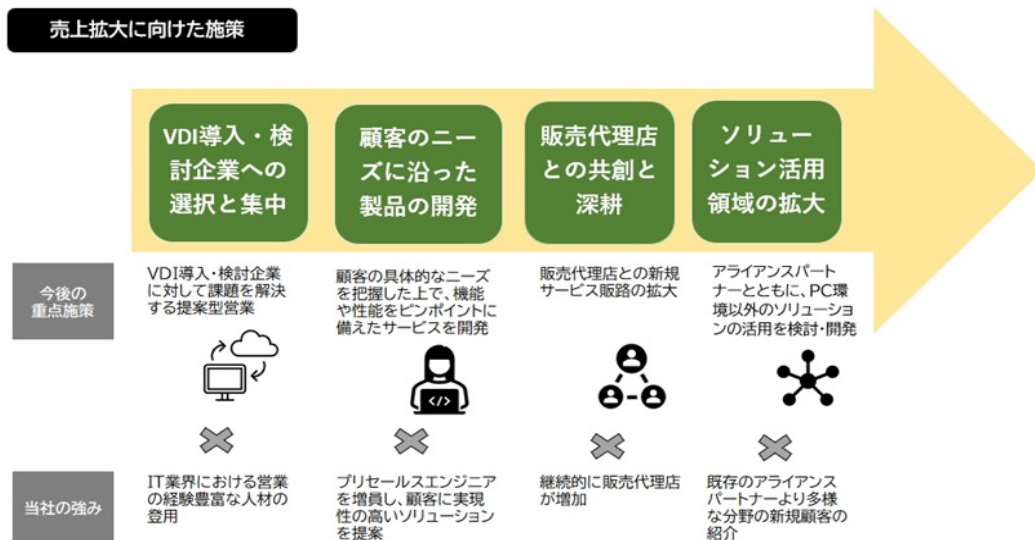 売上拡大に向けた施策
VDI導入・検
討企業への
選択と集中
顧客のニー
ズに沿った
製品の開発
販売代理店
との共創と
深耕
ソリュー
ション活用
領域の拡大
今後の
重点施策
VDI導入・検討企業
に対して課題を解決
する提案型営業
顧客の具体的なニーズ
を把握した上で、機能
や性能をピンポイントに
備えたサービスを開発
販売代理店との新規
サービス販路の拡大
アライアンスパート
ナーとともに、PC環
境以外のソリューショ
ンの活用を検討・開発
</>
当社の強み
IT業界における営業
の経験豊富な人材の
登用
プリセールスエンジニア
を増員し、顧客に実現
性の高いソリューション
を提案
継続的に販売代理店
が増加
既存のアライアンス
パートナーより多様
な分野の新規顧客の
紹介